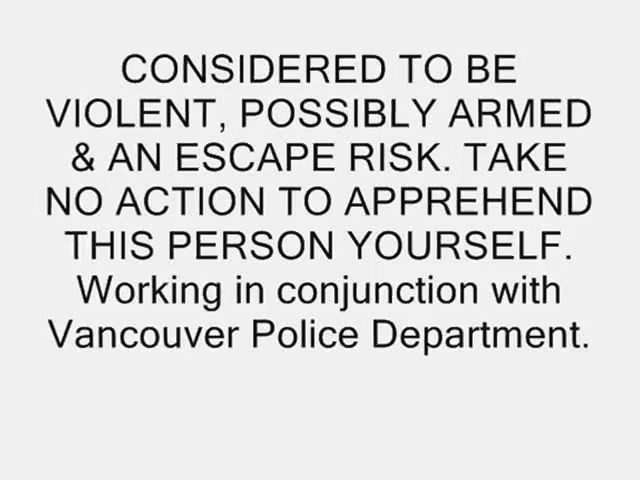 CONSIDERED TO BE
VIOLENT, POSSIBLY ARMED
& AN ESCAPE RISK. TAKE
NO ACTION TO APPREHEND
THIS PERSON YOURSELF.
Working in conjunction with
Vancouver Police Department.